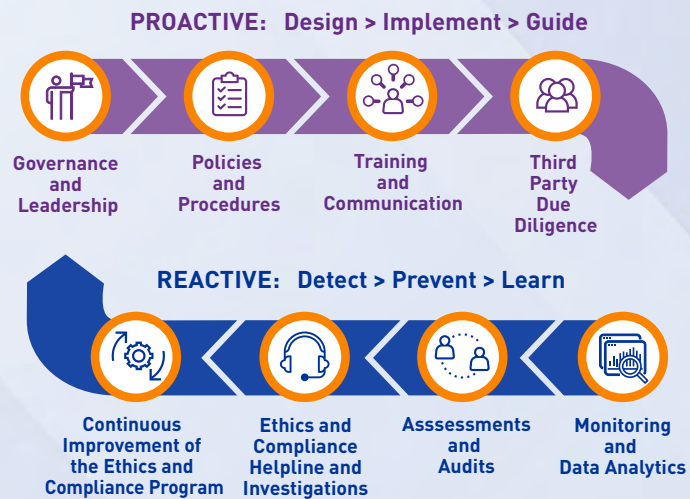 PROACTIVE: Design > Implement > Guide
Governance
and
Leadership
Policies
and
Procedures
Training
and
Communication
Third
Party
Due
Diligence
REACTIVE: Detect > Prevent > Learn
Continuous
Improvement of
the Ethics and
Compliance Program
Ethics and
Compliance
Helpline and
Investigations
Asssessments
and
Audits
Monitoring
and
Data Analytics